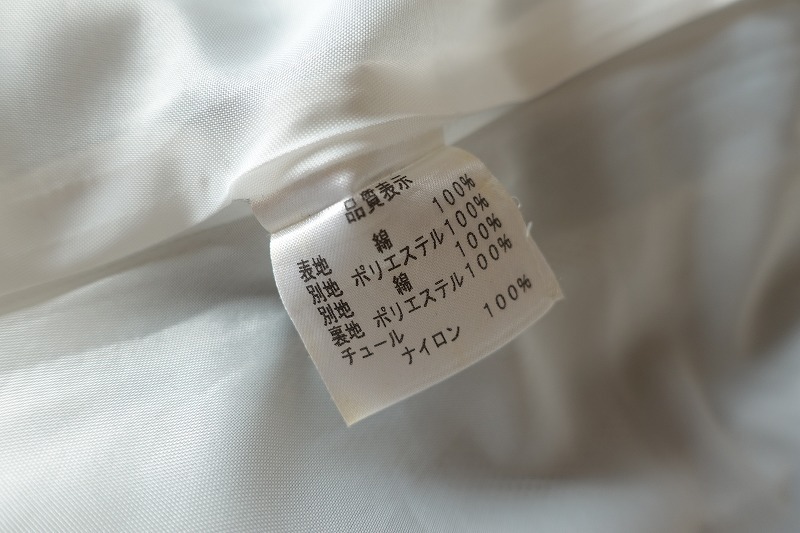 品質表示
表地 綿 100%
別地 ポリエステル100%
別地 綿 100%
裏地 ポリエステル100%
チュール
ナイロン 100%